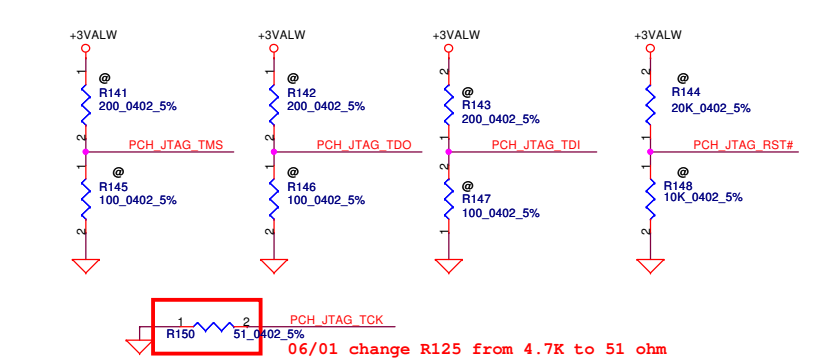 +3VALW +3VALW +3VALW +3VALW
1 @ 1 @ 2 @ 2 @
R141 R142 R143 R144
200_0402_5% 200_0402_5% 200_0402_5% 20K_0402_5%
2 2 1 1
PCH_JTAG_TMS PCH_JTAG_TDO PCH_JTAG_TDI PCH_JTAG_RST#
1 @ 1 @ 2 @ 1 @
R145 R146 R147 R148
100_0402_5% 100_0402_5% 100_0402_5% 10K_0402_5%
2 2 1 2
1 2 PCH_JTAG_TCK
R150 51_0402_5%
06/01 change R125 from 4.7K to 51 ohm